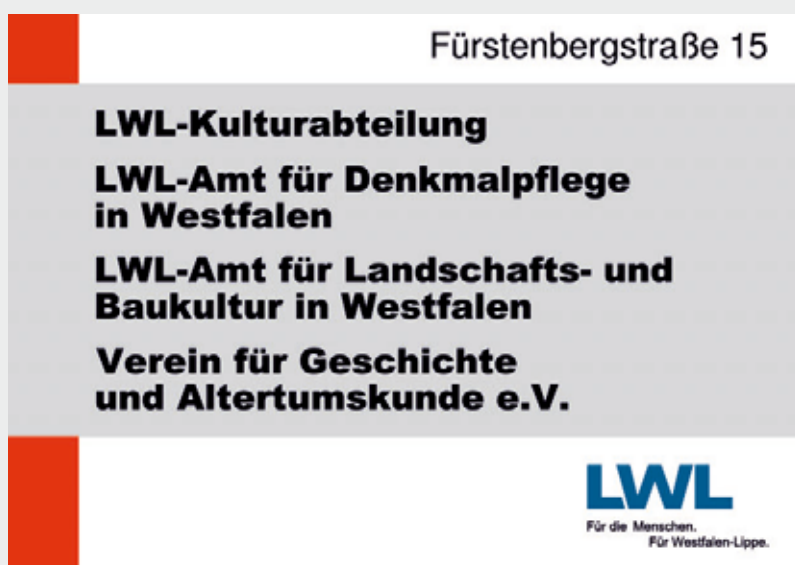 Fürstenbergstraße 15
LWL-Kulturabteilung
LWL-Amt für Denkmalpflege
in Westfalen
LWL-Amt für Landschafts- und
Baukultur in Westfalen
Verein für Geschichte
und Altertumskunde e.V.
LWL
Für die Menschen.
Für Westfalen-Lippe.